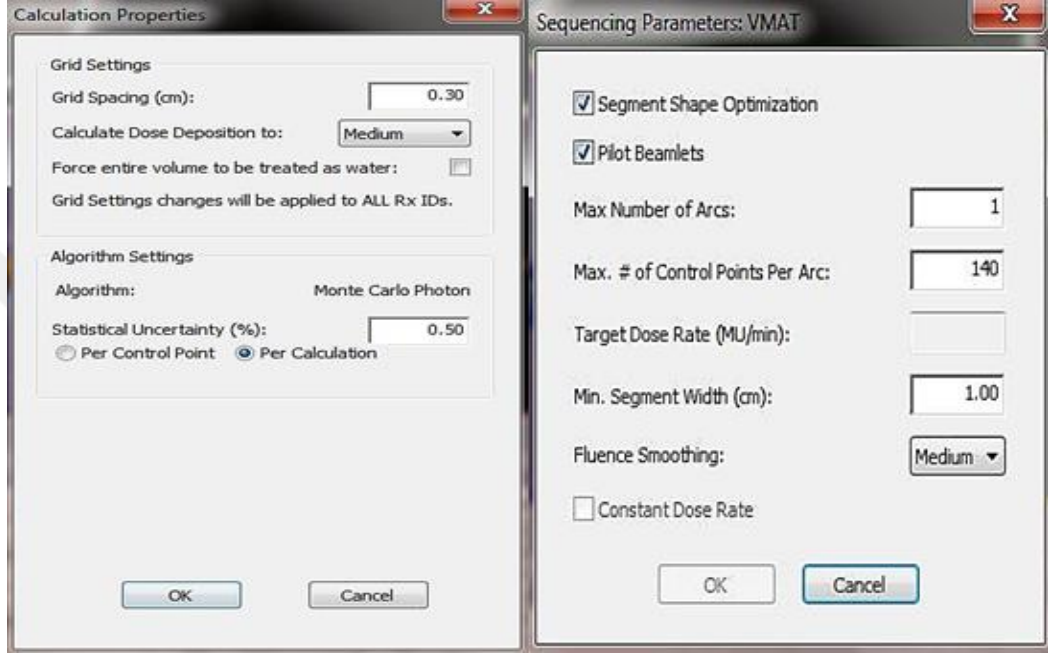 Calculation Properties
Grid Settings
Grid Spacing (cm): 0.30
Calculate Dose Deposition to: Medium
Force entire volume to be treated as water:
Grid Settings changes will be applied to ALL Rx IDs.
Algorithm Settings
Algorithm: Monte Carlo Photon
Statistical Uncertainty (%): 0.50
Per Control Point Per Calculation
OK Cancel
Sequencing Parameters: VMAT
Segment Shape Optimization
Pilot Beamlets
Max Number of Arcs: 1
Max. # of Control Points Per Arc: 140
Target Dose Rate (MU/min):
Min. Segment Width (cm): 1.00
Fluence Smoothing: Medium
Constant Dose Rate
OK Cancel